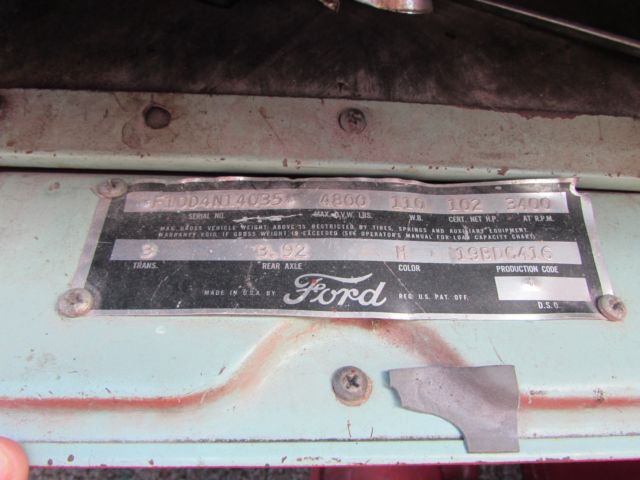 F10D4N14035 4800 110 102 3400
SERIAL NO. MAX. G.V.W. LBS. W.B. CERT. NET H.P. AT R.P.M.
MAX. GROSS VEHICLE WEIGHT ABOVE IS RESTRICTED BY TIRES, SPRINGS AND AUXILIARY EQUIPMENT.
WARRANTY VOID IF GROSS WEIGHT IS EXCEEDED (SEE OPERATOR'S MANUAL FOR LOAD CAPACITY CHART)
3 3.92 M 19BDC416
TRANS. REAR AXLE COLOR PRODUCTION CODE
MADE IN U.S.A. BY Ford REG. U.S. PAT. OFF.
D.S.O.